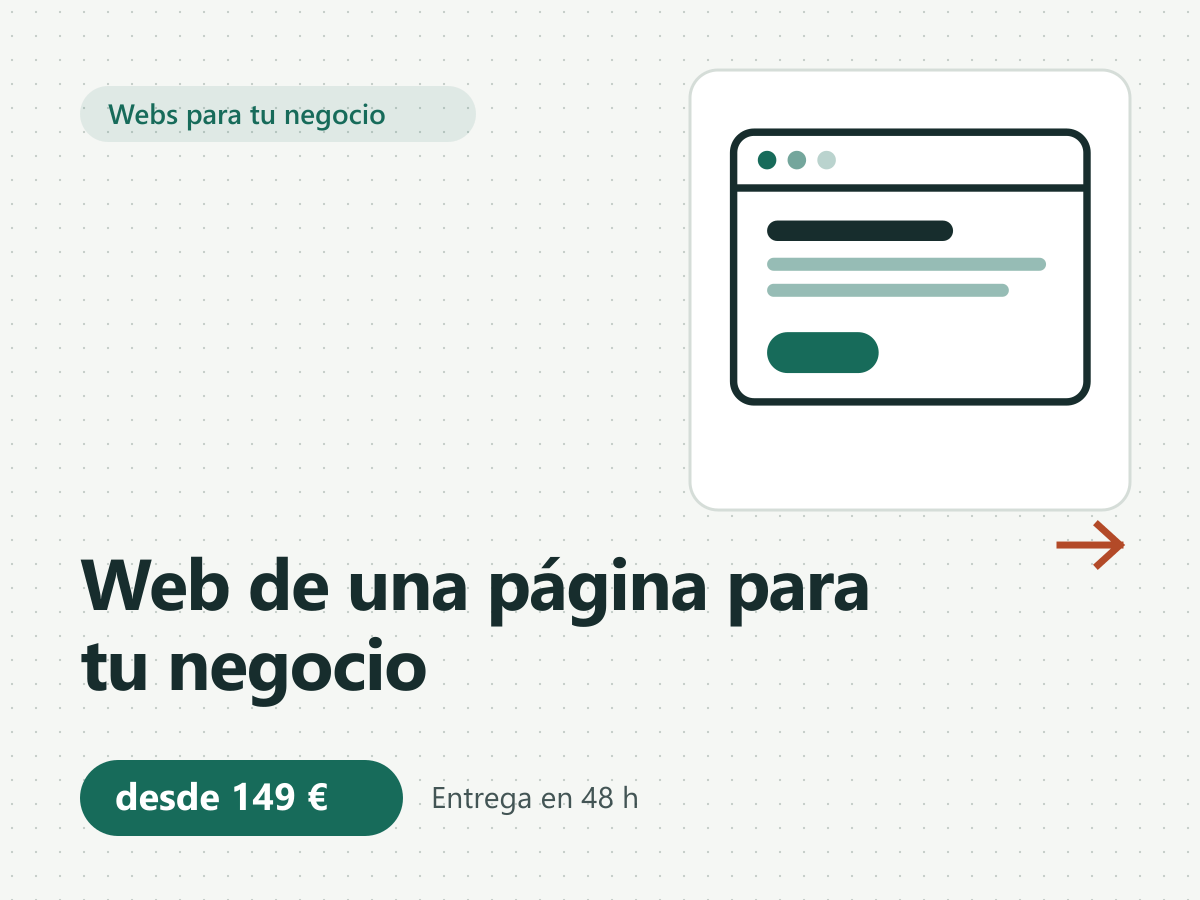 Webs para tu negocio
Web de una página para
tu negocio
desde 149 €
Entrega en 48 h